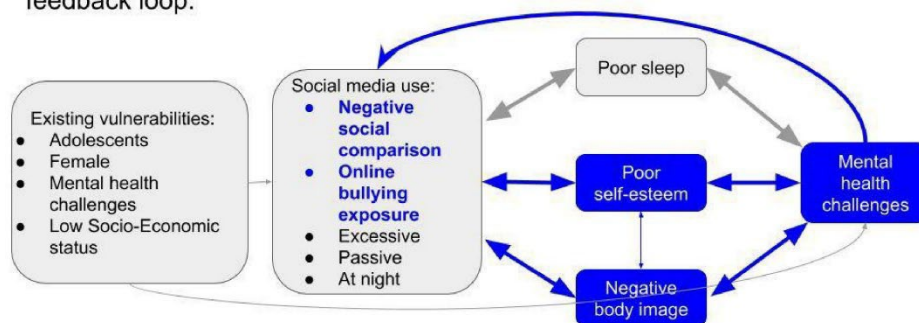 feedback loop.
Existing vulnerabilities:
● Adolescents
● Female
● Mental health
challenges
● Low Socio-Economic
status
Social media use:
● Negative
social
comparison
● Online
bullying
exposure
● Excessive
● Passive
● At night
Poor sleep
Poor
self-esteem
Negative
body image
Mental
health
challenges